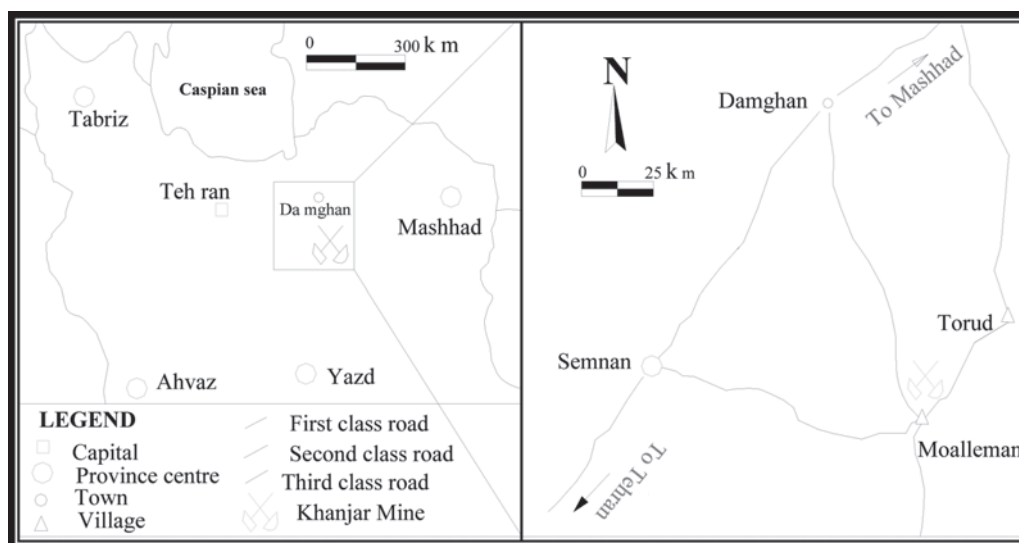 0 300 k m
Caspian sea
Tabriz
Teh ran
Da mghan
Mashhad
Ahvaz
Yazd
LEGEND
Capital
Province centre
Town
Village
First class road
Second class road
Third class road
Khanjar Mine
N
0 25 k m
Damghan
To Mashhad
Torud
Semnan
Moalleman
To Tehran